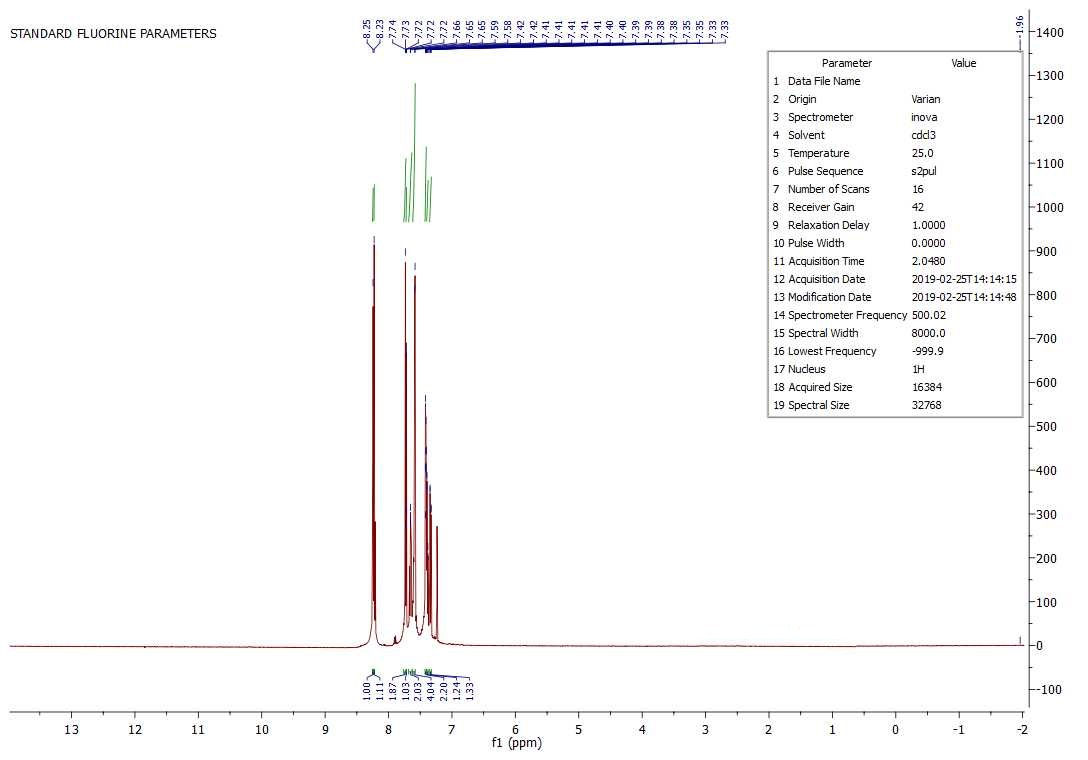 STANDARD FLUORINE PARAMETERS
8.25 8.23 7.74 7.73 7.72 7.72 7.72 7.66 7.65 7.65 7.59 7.58 7.42 7.42 7.41 7.41 7.41 7.41 7.41 7.40 7.40 7.39 7.39 7.38 7.38 7.35 7.35 7.33 7.33 -1.96
Parameter Value
1 Data File Name
2 Origin Varian
3 Spectrometer inova
4 Solvent cdcl3
5 Temperature 25.0
6 Pulse Sequence s2pul
7 Number of Scans 16
8 Receiver Gain 42
9 Relaxation Delay 1.0000
10 Pulse Width 0.0000
11 Acquisition Time 2.0480
12 Acquisition Date 2019-02-25T14:14:15
13 Modification Date 2019-02-25T14:14:48
14 Spectrometer Frequency 500.02
15 Spectral Width 8000.0
16 Lowest Frequency -999.9
17 Nucleus 1H
18 Acquired Size 16384
19 Spectral Size 32768
1400
1300
1200
1100
1000
900
800
700
600
500
400
300
200
100
0
-100
1.00 1.11 1.87 1.03 2.03 4.04 2.20 1.24 1.33
13 12 11 10 9 8 7 6 5 4 3 2 1 0 -1 -2
f1 (ppm)